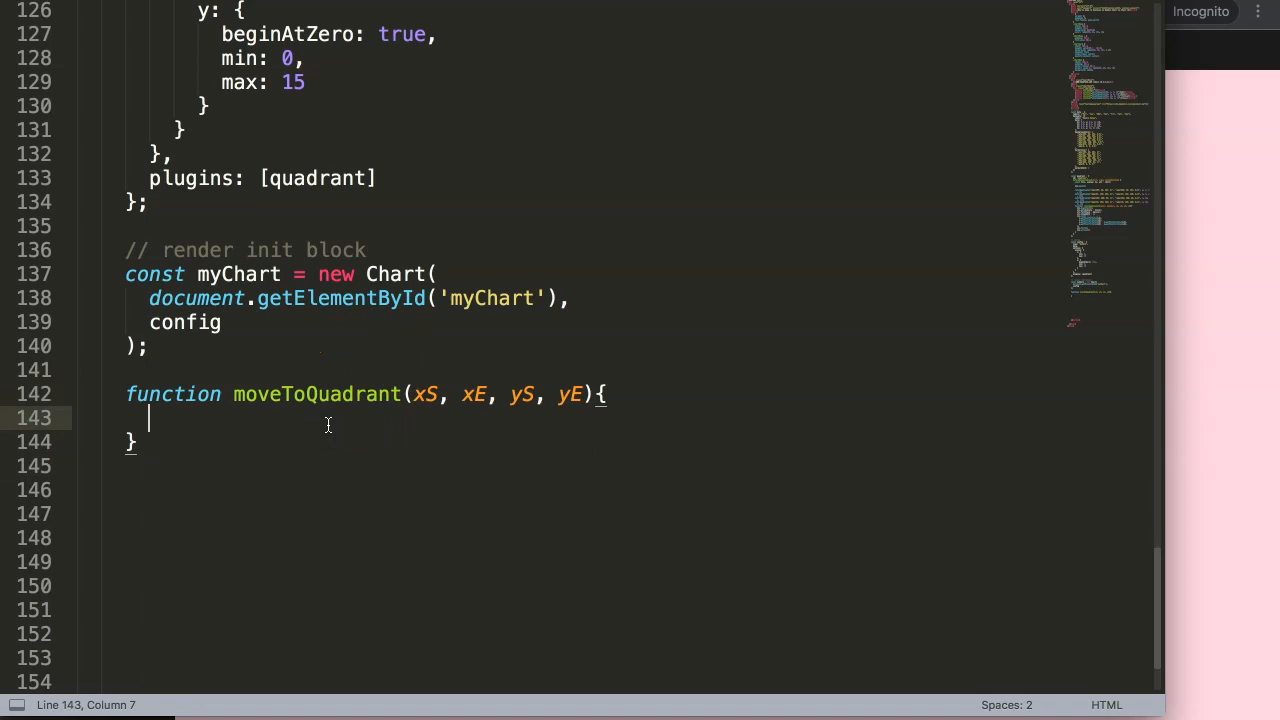 126 y: {
127 beginAtZero: true,
128 min: 0,
129 max: 15
130 }
131 }
132 },
133 plugins: [quadrant]
134 };
135
136 // render init block
137 const myChart = new Chart(
138 document.getElementById('myChart'),
139 config
140 );
141
142 function moveToQuadrant(xS, xE, yS, yE){
143
144 }
145
146
147
148
149
150
151
152
153
154
Line 143, Column 7
Spaces: 2
HTML
Incognito